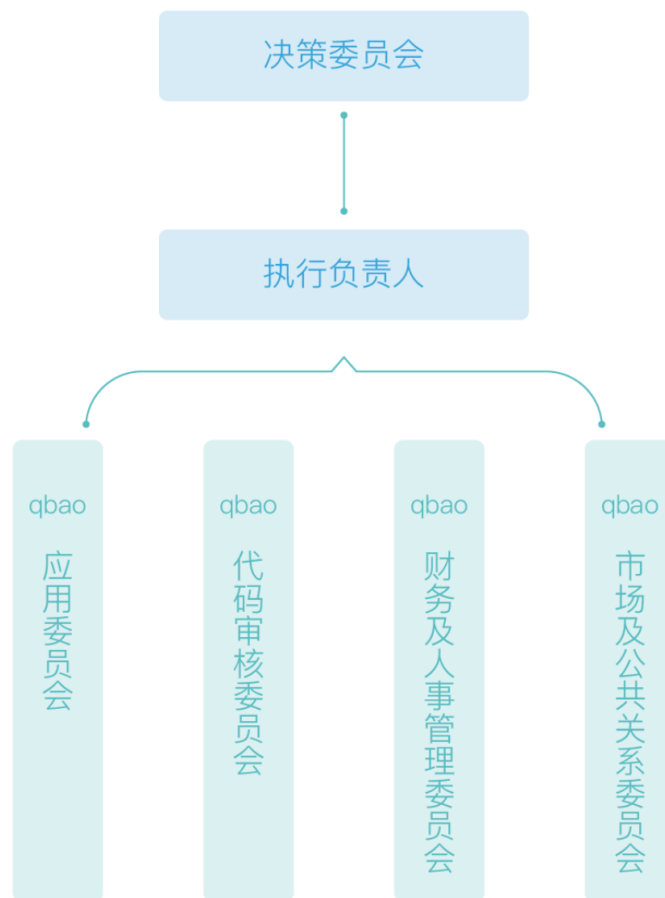 决策委员会
执行负责人
qbao
应用委员会
qbao
代码审核委员会
qbao
财务及人事管理委员会
qbao
市场及公共关系委员会